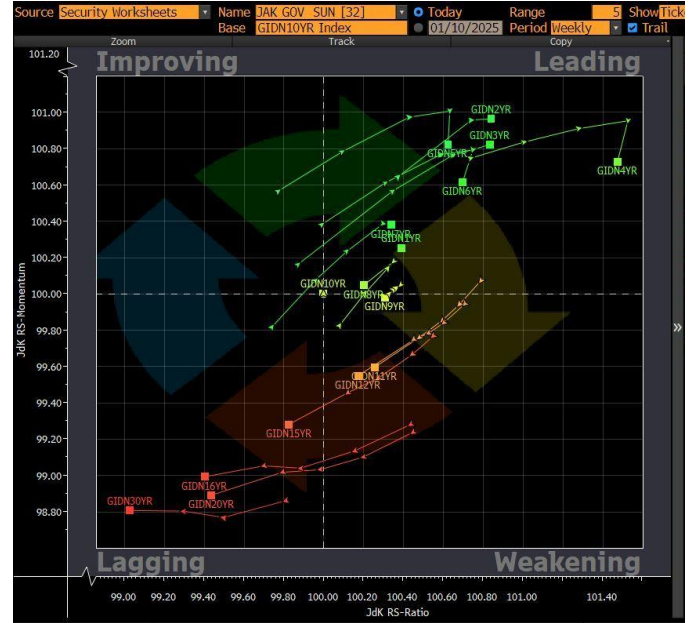 Source Security Worksheets Name JAK GOV SUN [32] Today Range 5 Show Tick
Base GIDN10YR Index 01/10/2025 Period Weekly Trail
Zoom Track Copy
Improving Leading
101.20
101.00
100.80
100.60
100.40
100.20
100.00
99.80
99.60
99.40
99.20
99.00
98.80
JdK RS-Momentum
GIDN2YR
GIDN3YR
GIDN5YR
GIDN4YR
GIDN6YR
GIDN7YR
GIDN1YR
GIDN10YR
GIDN8YR
GIDN9YR
GIDN11YR
GIDN12YR
GIDN15YR
GIDN16YR
GIDN20YR
GIDN30YR
»
Lagging Weakening
99.00 99.20 99.40 99.60 99.80 100.00 100.20 100.40 100.60 100.80 101.00 101.40
JdK RS-Ratio